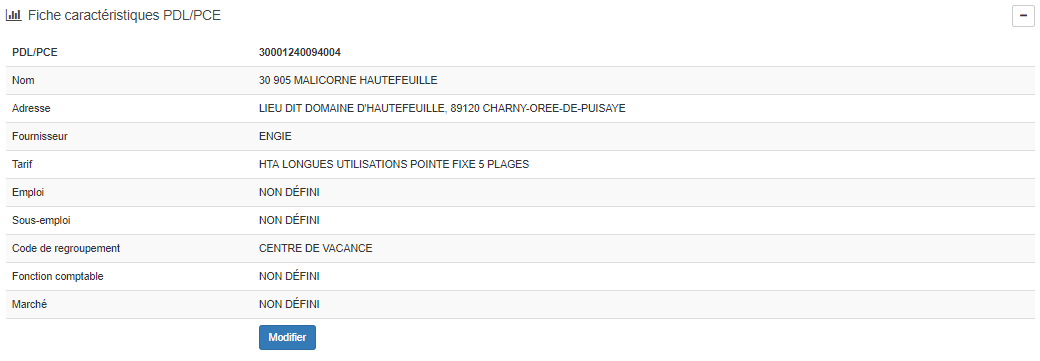 Fiche caractéristiques PDL/PCE
PDL/PCE 30001240094004
Nom 30 905 MALICORNE HAUTEFEUILLE
Adresse LIEU DIT DOMAINE D'HAUTEFEUILLE, 89120 CHARNY-OREE-DE-PUISAYE
Fournisseur ENGIE
Tarif HTA LONGUES UTILISATIONS POINTE FIXE 5 PLAGES
Emploi NON DÉFINI
Sous-emploi NON DÉFINI
Code de regroupement CENTRE DE VACANCE
Fonction comptable NON DÉFINI
Marché NON DÉFINI
Modifier